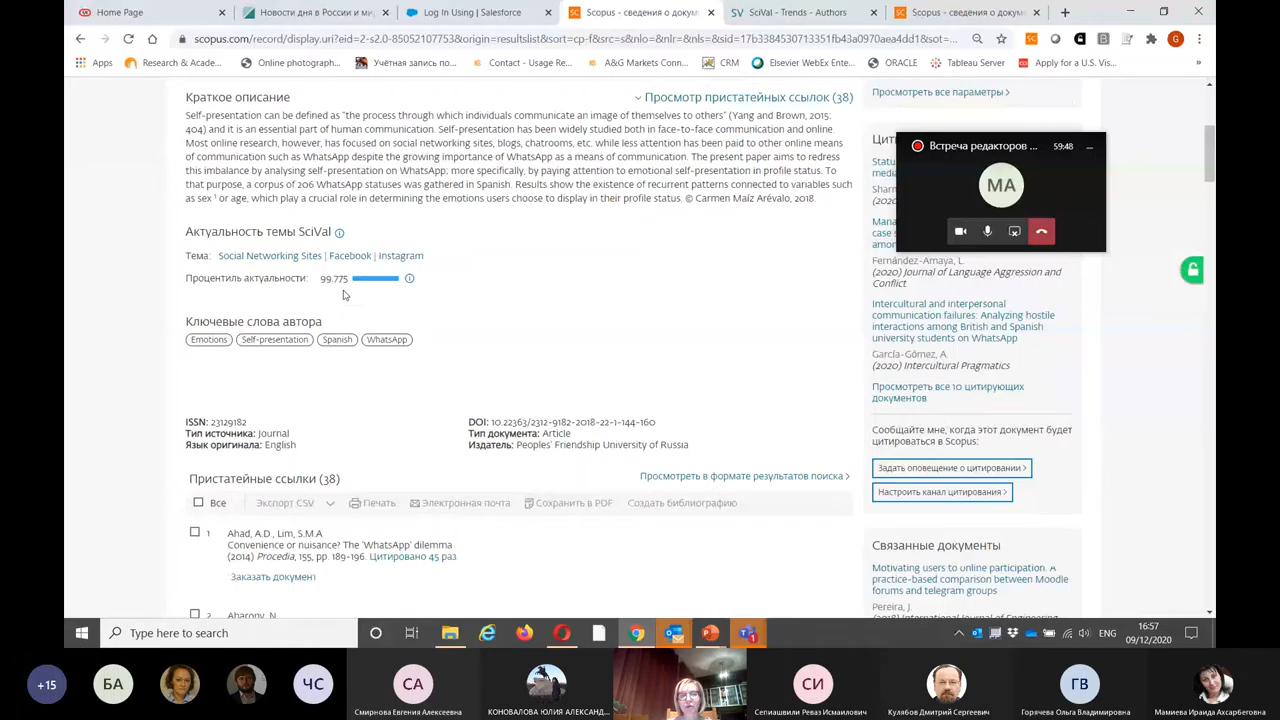 Home Page
Новости дня в России и мир
Log In Using | Salesforce
Scopus - сведения о докум
SciVal - Trends - Authors
Scopus - сведения о докум
scopus.com/record/display.uri?eid=2-s2.0-85052107753&origin=resultslist&sort=cp-f&src=s&nlo=&nlr=&nls=&sid=17b3384530713351fb43a0970aea4dd1&sot=...
Apps
Research & Acade...
Online photograph...
Учётная запись по...
Contact - Usage Re...
A&G Markets Conn...
CRM
Elsevier WebEx Ente...
ORACLE
Tableau Server
Apply for a U.S. Vis...
Краткое описание
Просмотр пристатейных ссылок (38)
Self-presentation can be defined as "the process through which individuals communicate an image of themselves to others" (Yang and Brown, 2015:
404) and it is an essential part of human communication. Self-presentation has been widely studied both in face-to-face communication and online.
Most online research, however, has focused on social networking sites, blogs, chatrooms, etc. while less attention has been paid to other online means
of communication such as WhatsApp despite the growing importance of WhatsApp as a means of communication. The present paper aims to redress
this imbalance by analysing self-presentation on WhatsApp; more specifically, by paying attention to emotional self-presentation in profile status. To
that purpose, a corpus of 206 WhatsApp statuses was gathered in Spanish. Results show the existence of recurrent patterns connected to variables such
as sex ¹ or age, which play a crucial role in determining the emotions users choose to display in their profile status. © Carmen Maíz Arévalo, 2018.
Актуальность темы SciVal
Тема: Social Networking Sites | Facebook | Instagram
Процентиль актуальности: 99.775
Ключевые слова автора
Emotions
Self-presentation
Spanish
WhatsApp
ISSN: 23129182
Тип источника: Journal
Язык оригинала: English
DOI: 10.22363/2312-9182-2018-22-1-144-160
Тип документа: Article
Издатель: Peoples' Friendship University of Russia
Пристатейные ссылки (38)
Просмотреть в формате результатов поиска
Все
Экспорт CSV
Печать
Электронная почта
Сохранить в PDF
Создать библиографию
1
Ahad, A.D., Lim, S.M.A.
Convenience or nuisance? The 'WhatsApp' dilemma
(2014) Procedia, 155, pp. 189-196. Цитировано 45 раз.
Заказать документ
2
Aharony, N.
Просмотреть все параметры
Встреча редакторов ...
59:48
MA
Fernández-Amaya, L.
(2020) Journal of Language Aggression and
Conflict
Intercultural and interpersonal
communication failures: Analyzing hostile
interactions among British and Spanish
university students on WhatsApp
García-Gómez, A.
(2020) Intercultural Pragmatics
Просмотреть все 10 цитирующих
документов
Сообщайте мне, когда этот документ будет
цитироваться в Scopus:
Задать оповещение о цитировании
Настроить канал цитирования
Связанные документы
Motivating users to online participation. A
practice-based comparison between Moodle
forums and telegram groups
Pereira, J.
Type here to search
ENG
16:57
09/12/2020
+15
БА
ЧС
СА
СИ
ГВ
Смирнова Евгения Алексеевна
КОНОВАЛОВА ЮЛИЯ АЛЕКСАНД...
Сепиашвили Реваз Исмаилович
Кулябов Дмитрий Сергеевич
Горячева Ольга Владимировна
Мамиева Ираида Ахсарбеговна